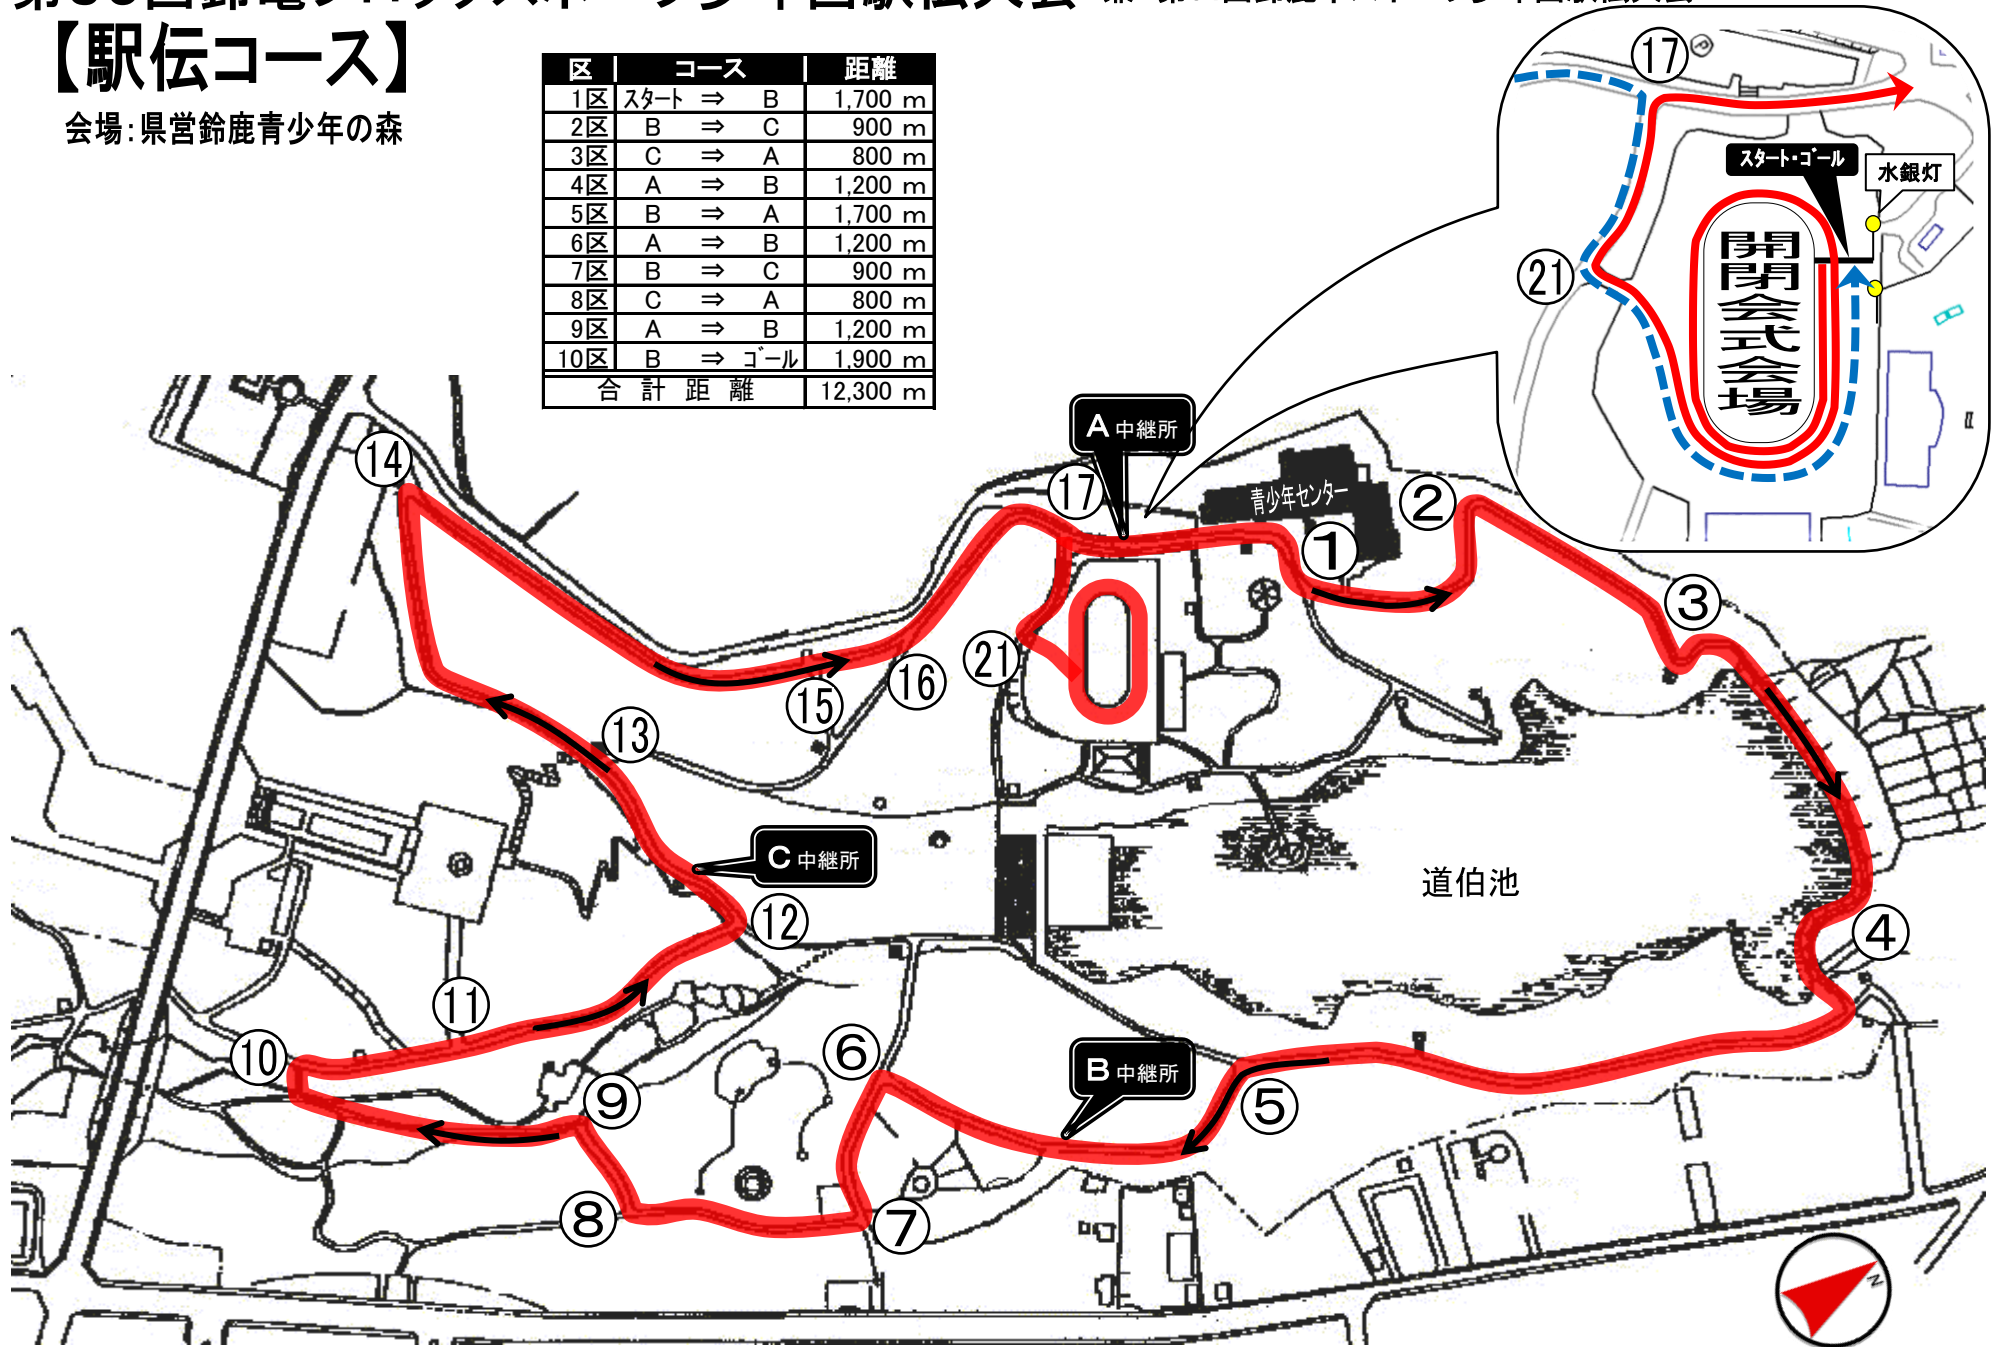 【駅伝コース】
会場：県営鈴鹿青少年の森
区 コース 距離
1区 スタート ⇒ B 1,700 m
2区 B ⇒ C 900 m
3区 C ⇒ A 800 m
4区 A ⇒ B 1,200 m
5区 B ⇒ A 1,700 m
6区 A ⇒ B 1,200 m
7区 B ⇒ C 900 m
8区 C ⇒ A 800 m
9区 A ⇒ B 1,200 m
10区 B ⇒ ゴール 1,900 m
合計距離 12,300 m
⑰
スタート・ゴール
水銀灯
㉑
開閉会式会場
A 中継所
⑭
⑰
青少年センター
②
①
③
㉑
⑯
⑮
⑬
C 中継所
道伯池
⑫
④
⑪
⑩
⑥
B 中継所
⑨
⑤
⑧
⑦
N